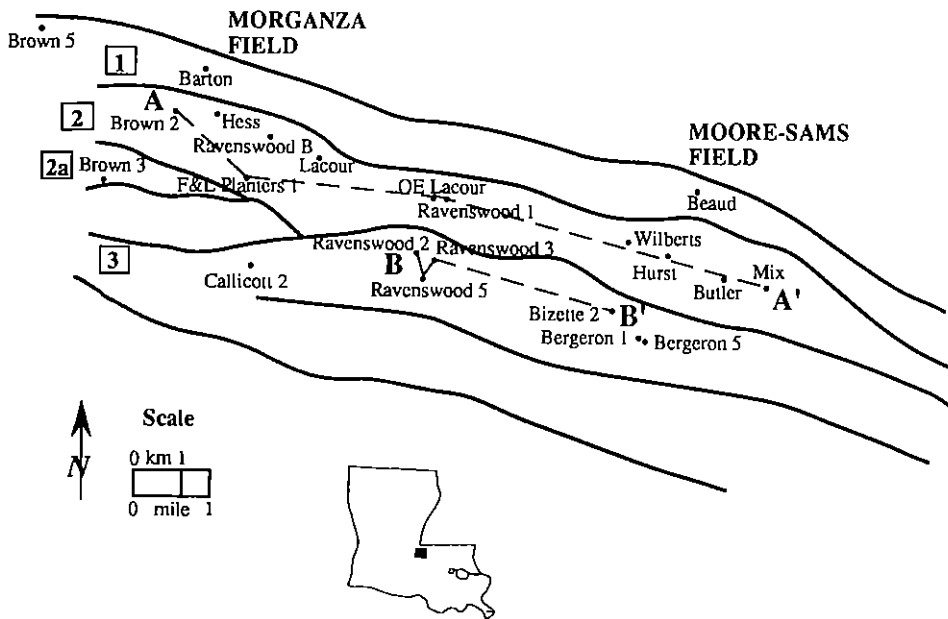 MORGANZA
FIELD
Brown 5
1
Barton
A
2
Brown 2
Hess
Ravenswood B
MOORE-SAMS
FIELD
2a
Brown 3
Lacour
F&L Planters 1
OE Lacour
Ravenswood 1
Beaud
Wilberts
3
Ravenswood 2
Ravenswood 3
B
Hurst
Mix
Callicott 2
Ravenswood 5
Butler
A'
Bizette 2
B'
Bergeron 1
Bergeron 5
Scale
N
0 km 1
0 mile 1